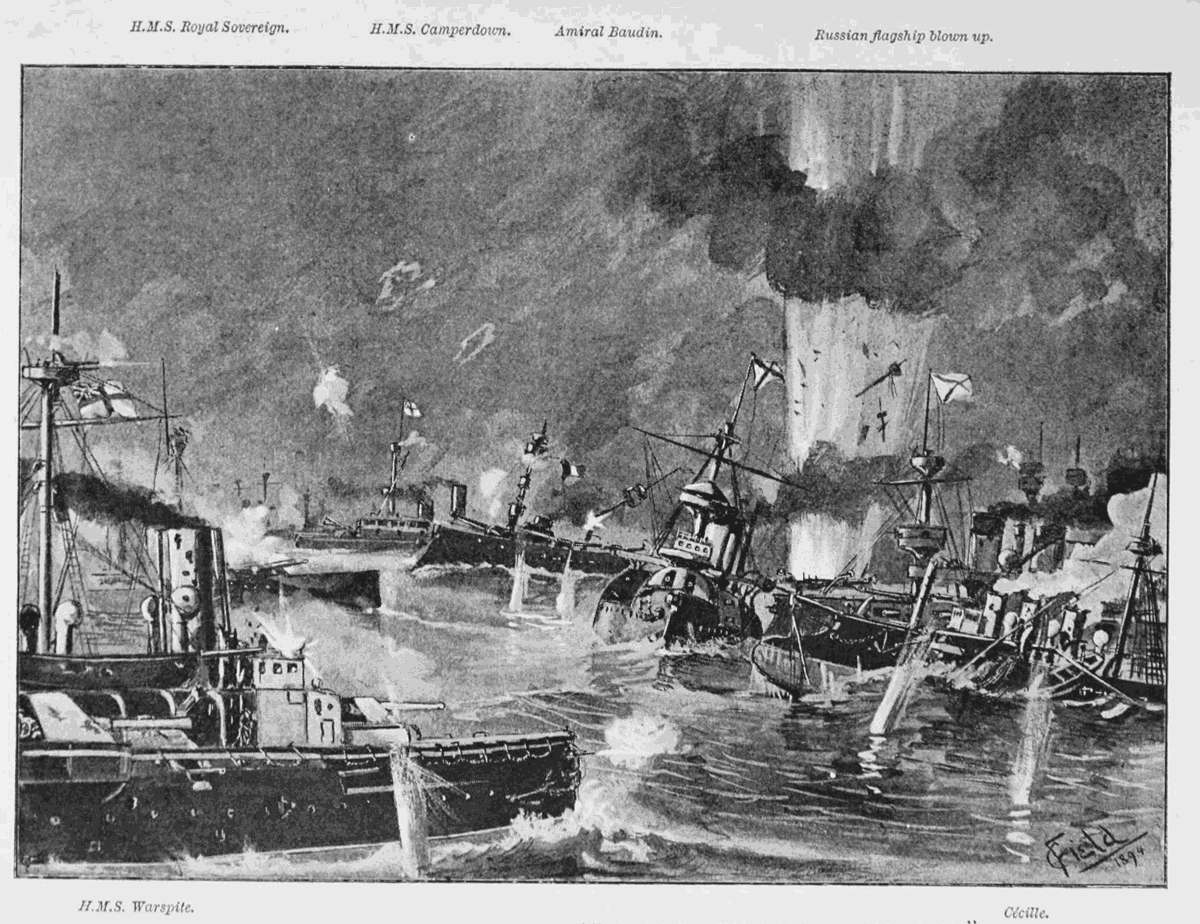 H.M.S. Royal Sovereign. H.M.S. Camperdown. Amiral Baudin. Russian flagship blown up.
Field
1894
H.M.S. Warspite. Cécille.